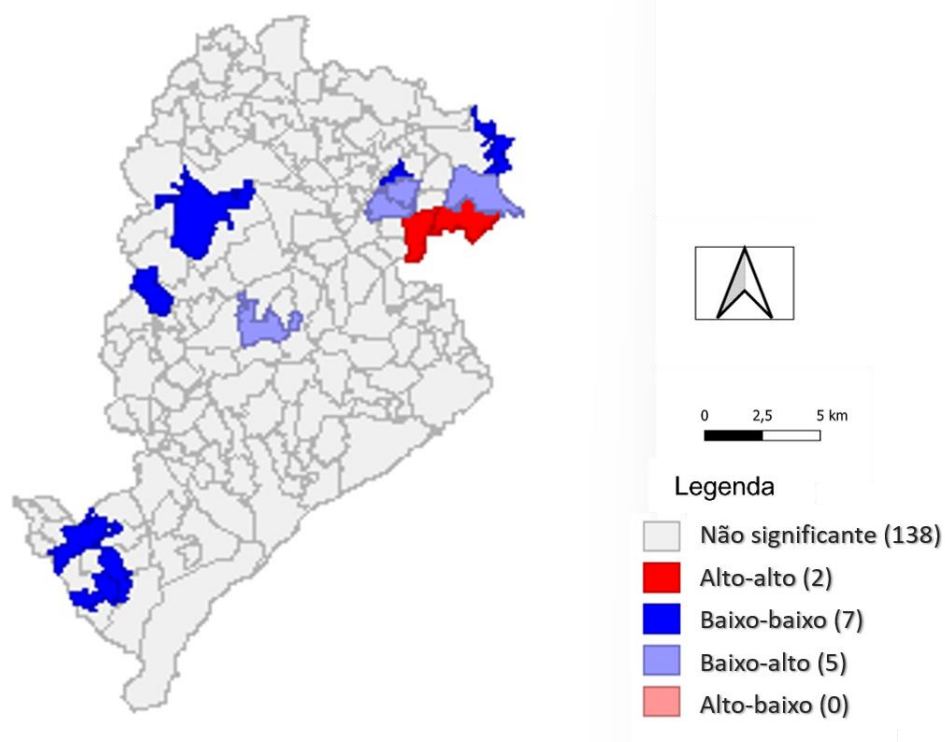 0 2,5 5 km
Legenda
Não significante (138)
Alto-alto (2)
Baixo-baixo (7)
Baixo-alto (5)
Alto-baixo (0)